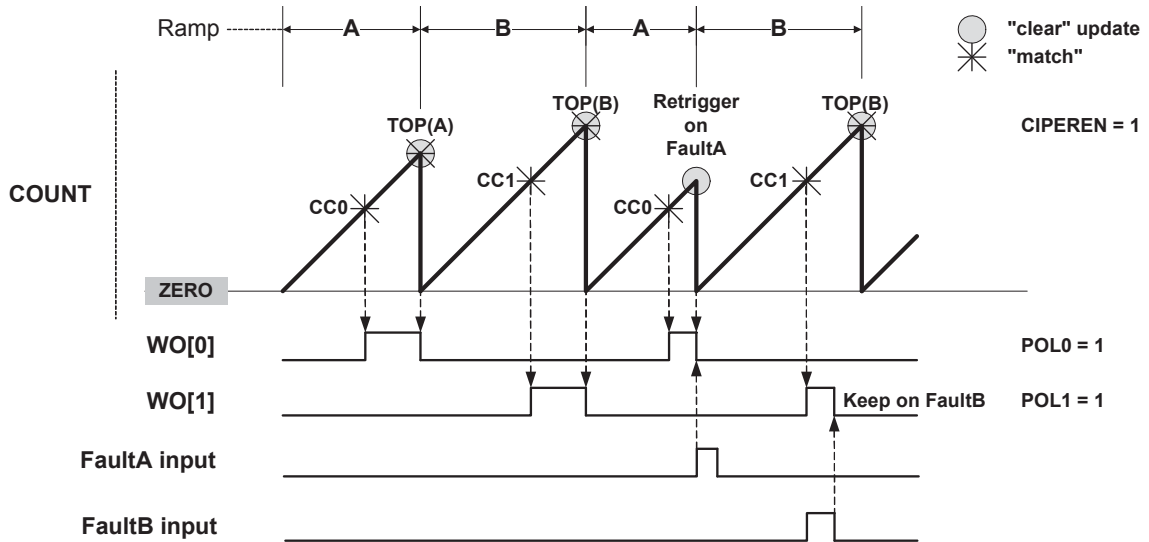 Ramp A B A B
"clear" update
"match"
TOP(A)
TOP(B)
Retrigger
on
FaultA
TOP(B)
CIPEREN = 1
COUNT
CC0
CC1
CC0
CC1
ZERO
WO[0]
POL0 = 1
WO[1]
Keep on FaultB
POL1 = 1
FaultA input
FaultB input